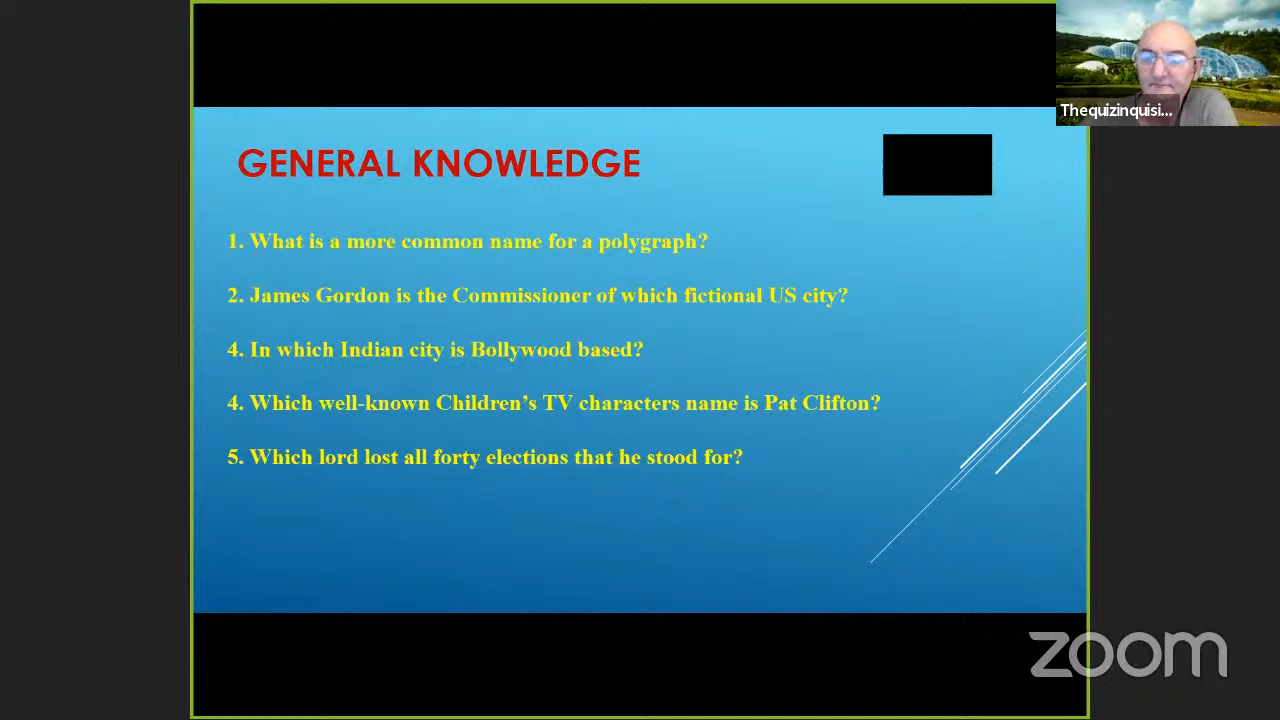 Thequizinquisi...
GENERAL KNOWLEDGE
1. What is a more common name for a polygraph?
2. James Gordon is the Commissioner of which fictional US city?
4. In which Indian city is Bollywood based?
4. Which well-known Children’s TV characters name is Pat Clifton?
5. Which lord lost all forty elections that he stood for?
zoom